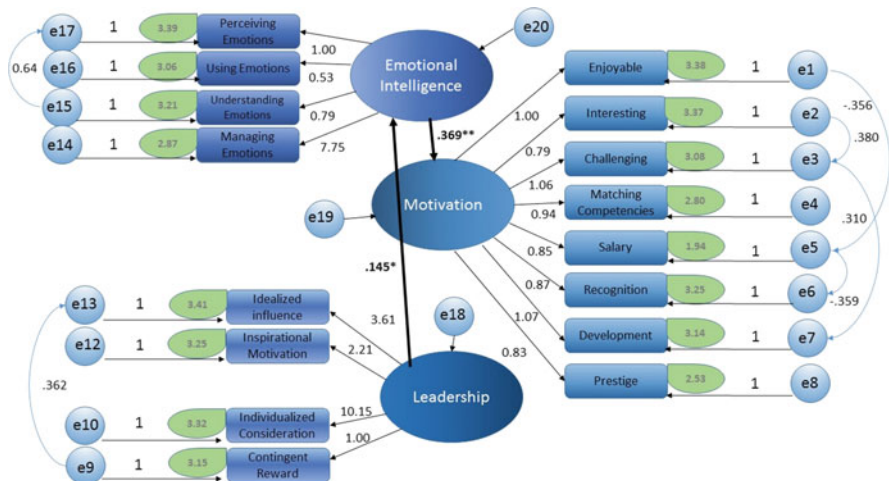 e17
1
3.39
Perceiving
Emotions
1.00
e16
1
3.06
Using Emotions
0.53
0.64
e15
1
3.21
Understanding
Emotions
0.79
e14
1
2.87
Managing
Emotions
7.75
Emotional
Intelligence
e20
.369**
Motivation
e19
.145*
e13
1
3.41
Idealized
influence
3.61
e12
1
3.25
Inspirational
Motivation
2.21
.362
e10
1
3.32
Individualized
Consideration
10.15
e9
1
3.15
Contingent
Reward
1.00
e18
Leadership
1.00
Enjoyable
3.38
1
e1
-.356
0.79
Interesting
3.37
1
e2
.380
1.06
Challenging
3.08
1
e3
0.94
Matching
Competencies
2.80
1
e4
.310
0.85
Salary
1.94
1
e5
0.87
Recognition
3.25
1
e6
-.359
1.07
Development
3.14
1
e7
0.83
Prestige
2.53
1
e8